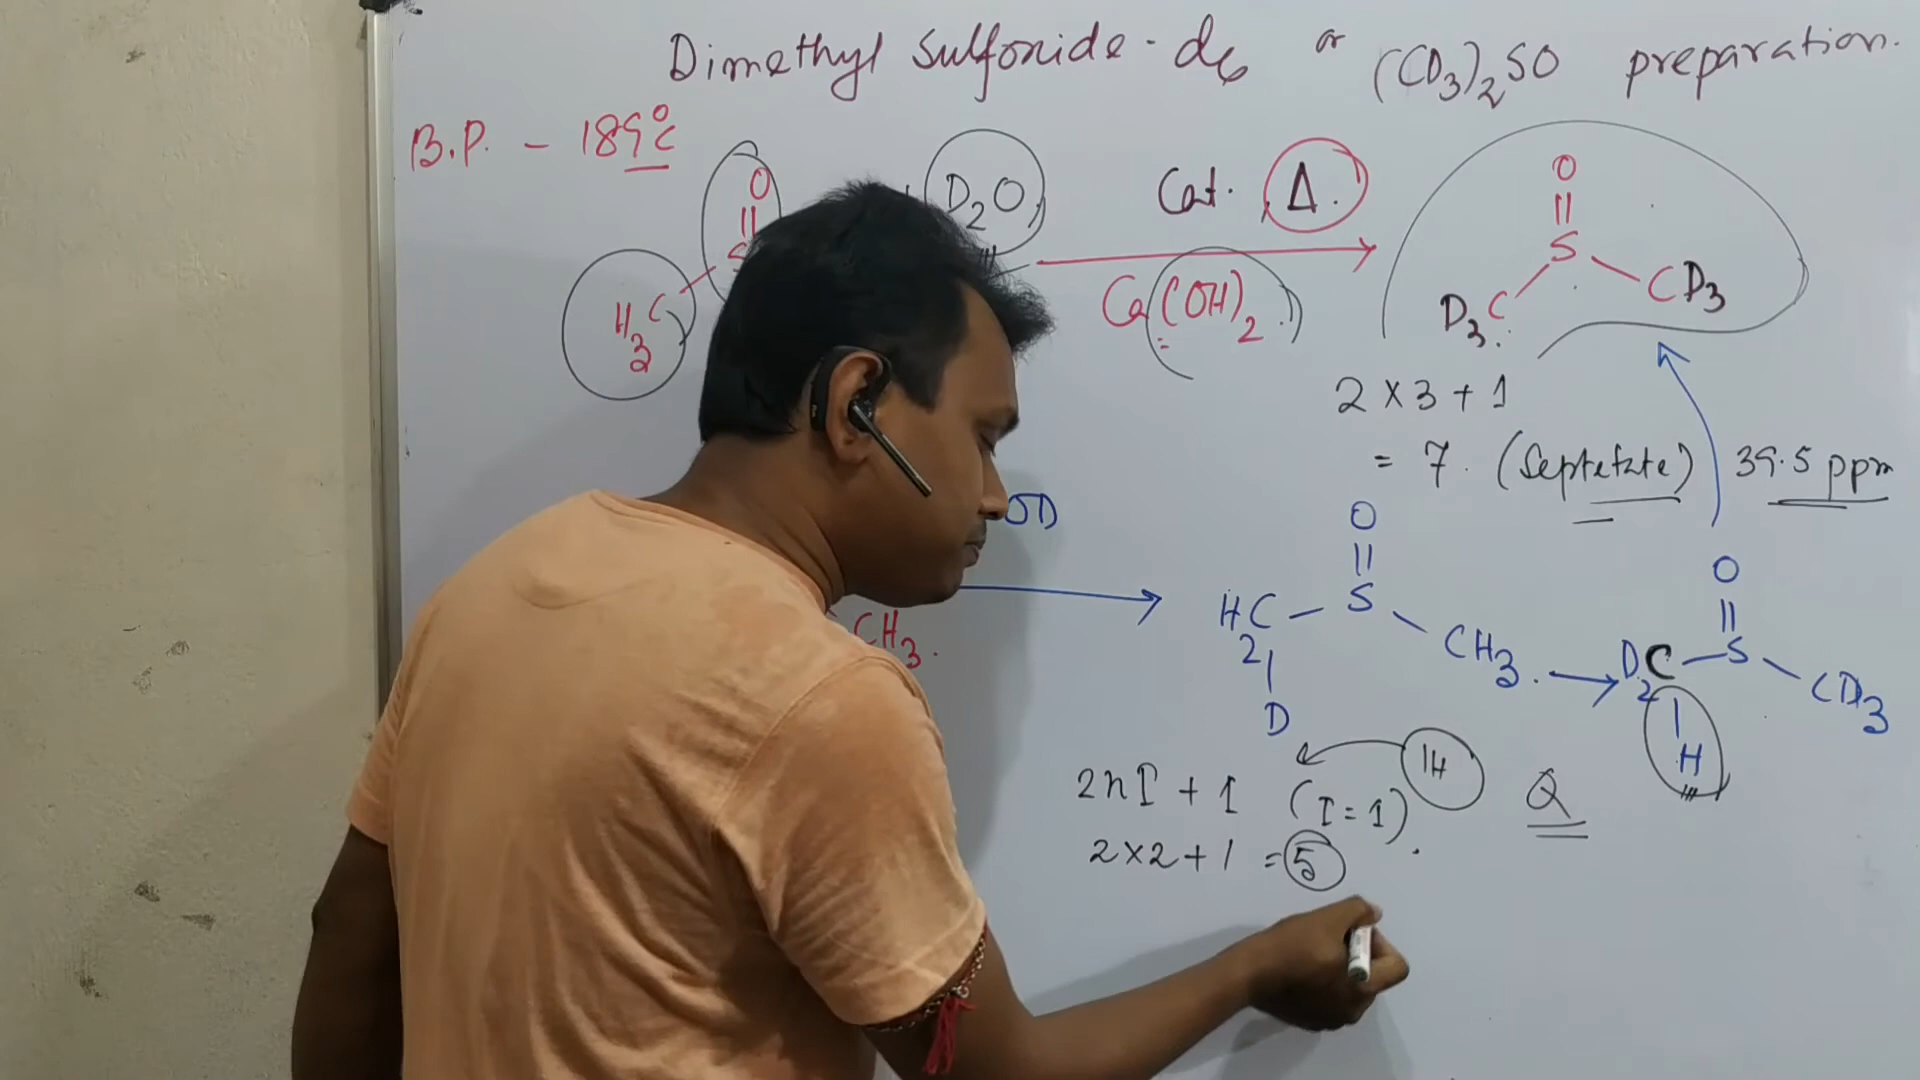 Dimethyl Sulfoxide - d6 or (CD3)2SO preparation.
B.P. - 189°C
O
||
S
H3C
D2O
Cat. Δ.
Ca(OH)2
O
||
S
D3C CD3
2 × 3 + 1
= 7. (Septetate) 39.5 ppm
OD
CH3.
O
||
H2C - S - CH3.
|
D
O
||
D2C - S - CD3
|
H
2nI + 1 (I = 1) 1H Q
2×2+1 = 5